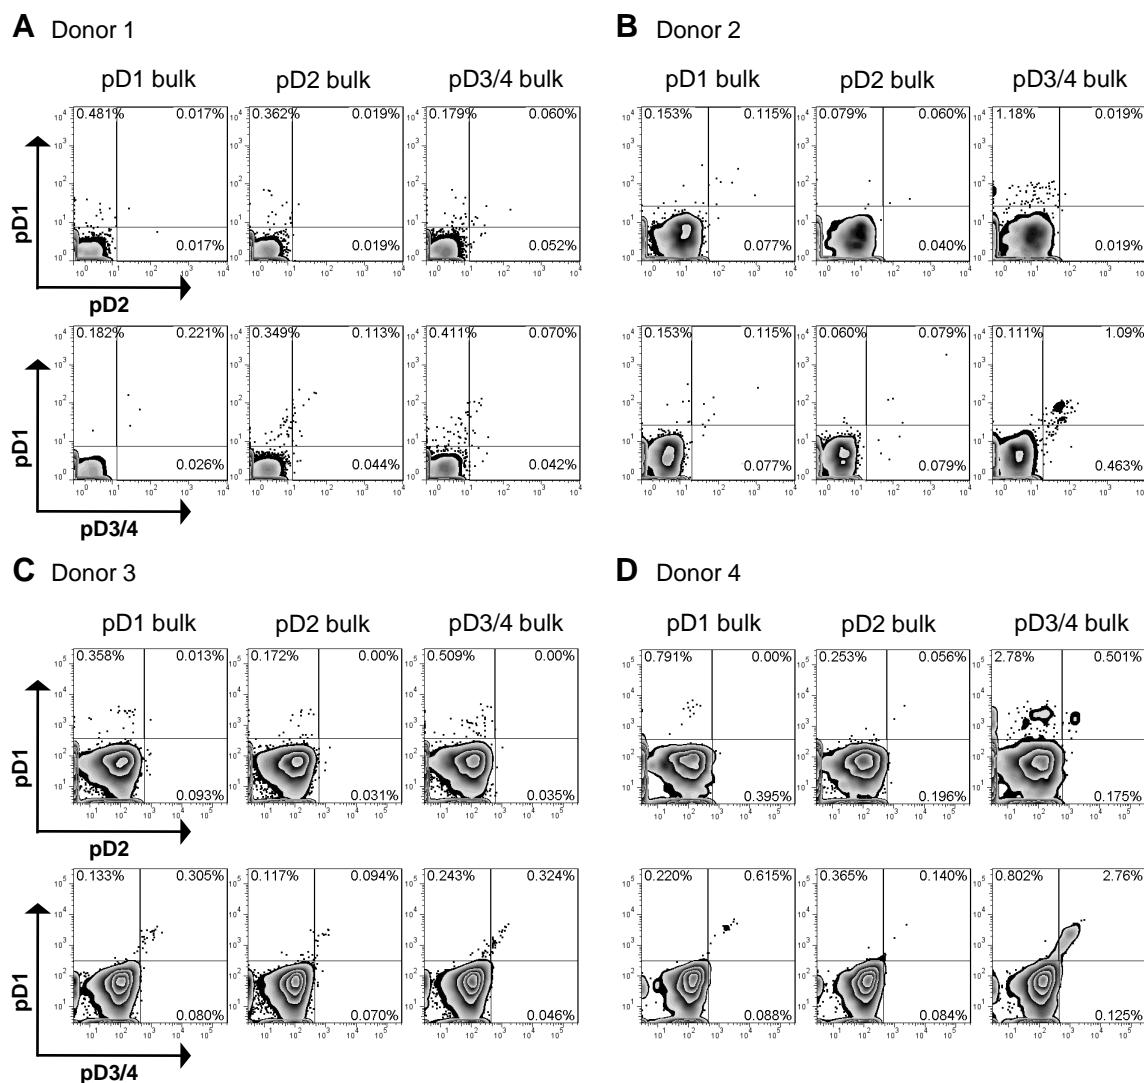 A Donor 1
pD1 bulk pD2 bulk pD3/4 bulk
0.481% 0.017% 0.362% 0.019% 0.179% 0.060%
0.017% 0.019% 0.052%
pD1
pD2
0.182% 0.221% 0.349% 0.113% 0.411% 0.070%
0.026% 0.044% 0.042%
pD1
pD3/4
B Donor 2
pD1 bulk pD2 bulk pD3/4 bulk
0.153% 0.115% 0.079% 0.060% 1.18% 0.019%
0.077% 0.040% 0.019%
0.153% 0.115% 0.060% 0.079% 0.111% 1.09%
0.077% 0.079% 0.463%
C Donor 3
pD1 bulk pD2 bulk pD3/4 bulk
0.358% 0.013% 0.172% 0.00% 0.509% 0.00%
0.093% 0.031% 0.035%
pD1
pD2
0.133% 0.305% 0.117% 0.094% 0.243% 0.324%
0.080% 0.070% 0.046%
pD1
pD3/4
D Donor 4
pD1 bulk pD2 bulk pD3/4 bulk
0.791% 0.00% 0.253% 0.056% 2.78% 0.501%
0.395% 0.196% 0.175%
0.220% 0.615% 0.365% 0.140% 0.802% 2.76%
0.088% 0.084% 0.125%